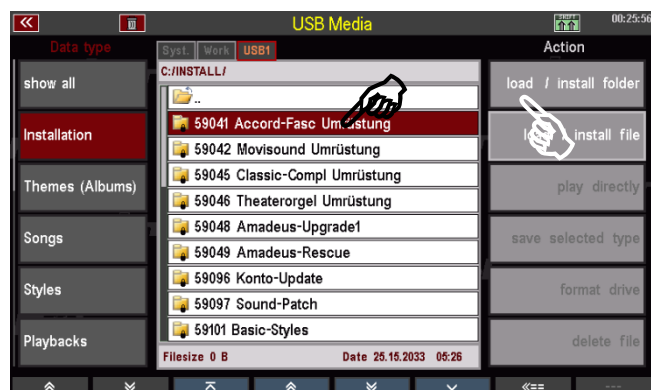 USB Media
00:25:56
Data type
Syst. Work USB1
Action
show all
Installation
Themes (Albums)
Songs
Styles
Playbacks
C:/INSTALL/
..
59041 Accord-Fasc Umrüstung
59042 Movisound Umrüstung
59045 Classic-Compl Umrüstung
59046 Theaterorgel Umrüstung
59048 Amadeus-Upgrade1
59049 Amadeus-Rescue
59096 Konto-Update
59097 Sound-Patch
59101 Basic-Styles
Filesize 0 B Date 25.15.2033 05:26
load / install folder
load / install file
play directly
save selected type
format drive
delete file